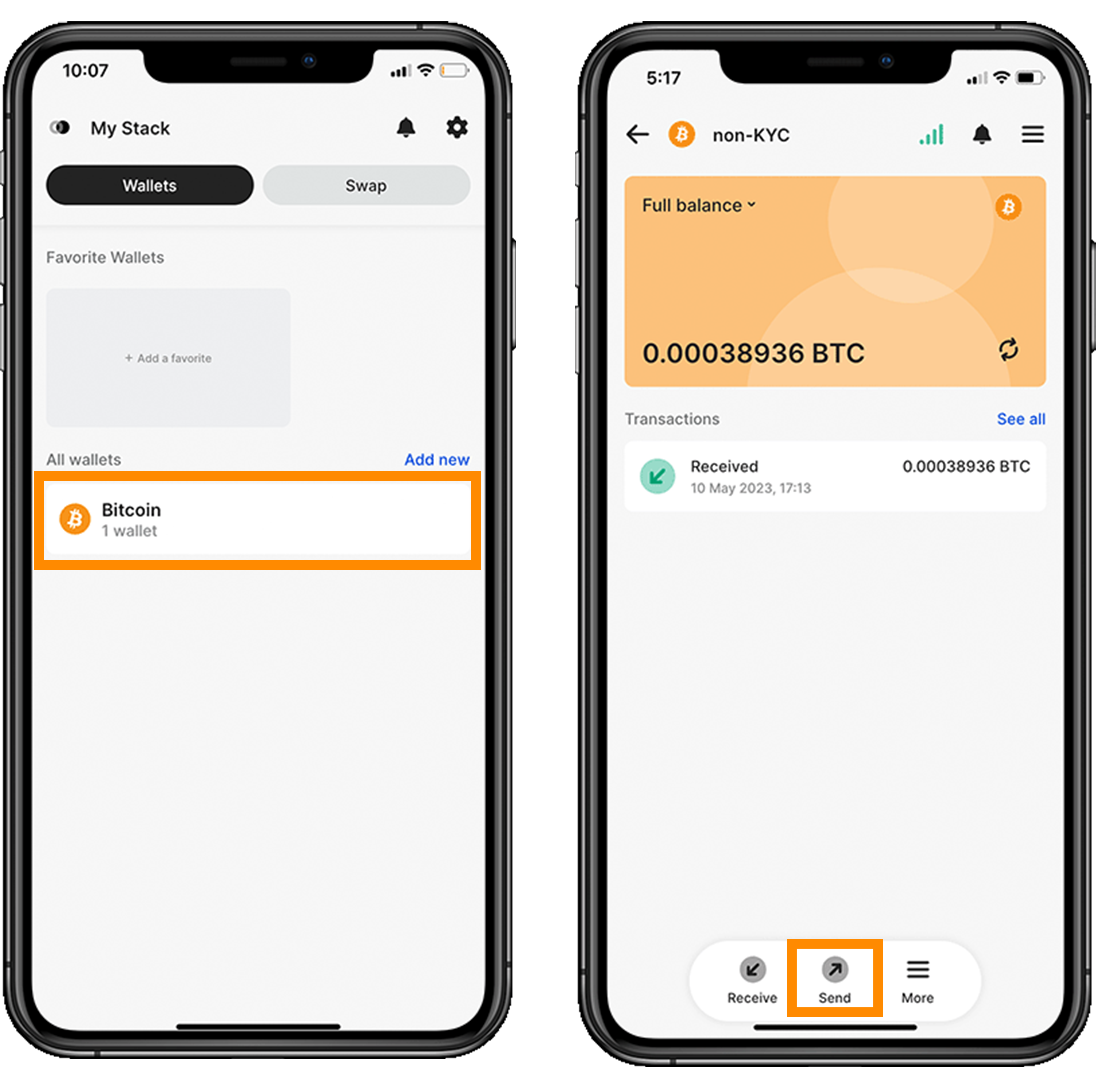 10:07
My Stack
Wallets
Swap
Favorite Wallets
+ Add a favorite
All wallets
Add new
Bitcoin
1 wallet
5:17
non-KYC
Full balance
0.00038936 BTC
Transactions
See all
Received
0.00038936 BTC
10 May 2023, 17:13
Receive
Send
More